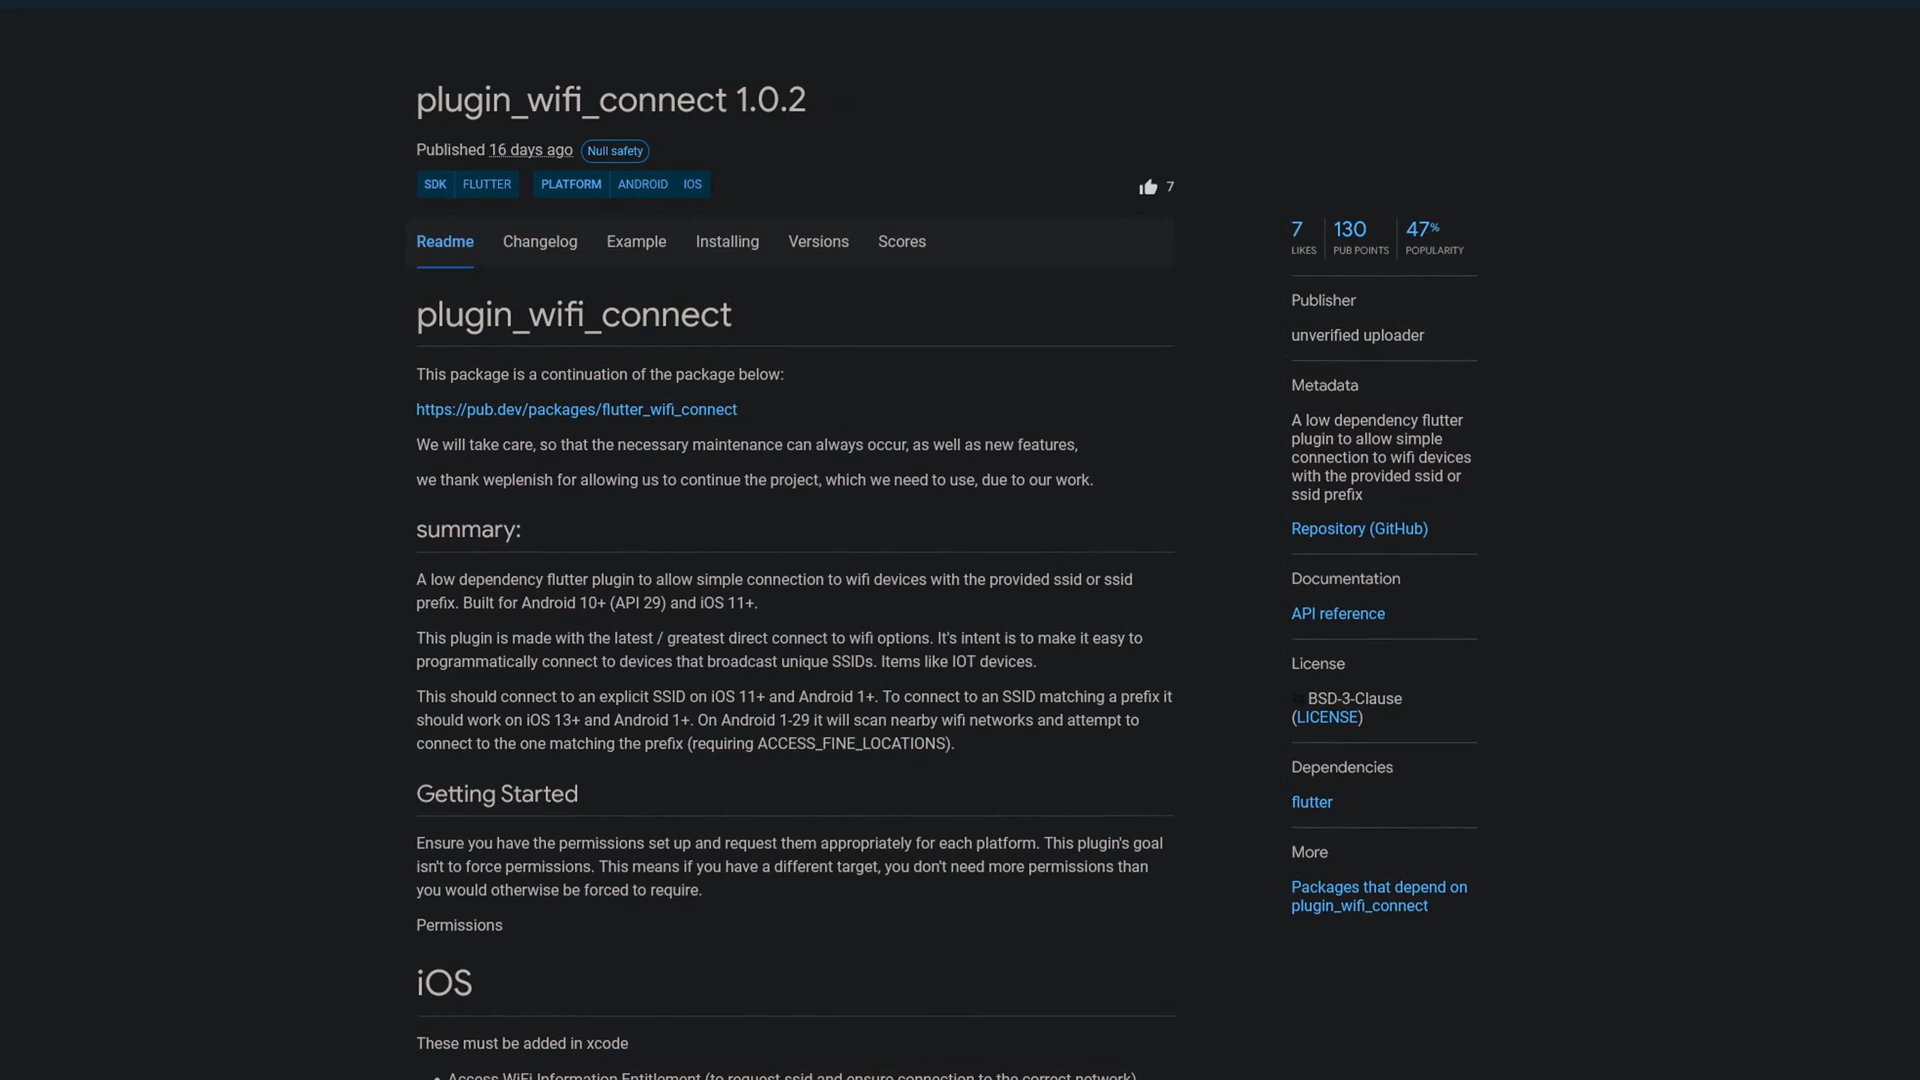 plugin_wifi_connect 1.0.2
Published 16 days ago Null safety
SDK FLUTTER PLATFORM ANDROID IOS
7
Readme Changelog Example Installing Versions Scores
plugin_wifi_connect
This package is a continuation of the package below:
https://pub.dev/packages/flutter_wifi_connect
We will take care, so that the necessary maintenance can always occur, as well as new features,
we thank weplenish for allowing us to continue the project, which we need to use, due to our work.
summary:
A low dependency flutter plugin to allow simple connection to wifi devices with the provided ssid or ssid
prefix. Built for Android 10+ (API 29) and iOS 11+.
This plugin is made with the latest / greatest direct connect to wifi options. It's intent is to make it easy to
programmatically connect to devices that broadcast unique SSIDs. Items like IOT devices.
This should connect to an explicit SSID on iOS 11+ and Android 1+. To connect to an SSID matching a prefix it
should work on iOS 13+ and Android 1+. On Android 1-29 it will scan nearby wifi networks and attempt to
connect to the one matching the prefix (requiring ACCESS_FINE_LOCATIONS).
Getting Started
Ensure you have the permissions set up and request them appropriately for each platform. This plugin's goal
isn't to force permissions. This means if you have a different target, you don't need more permissions than
you would otherwise be forced to require.
Permissions
iOS
These must be added in xcode
• Access WiFi Information Entitlement (to request ssid and ensure connection to the correct network)
7 130 47%
LIKES PUB POINTS POPULARITY
Publisher
unverified uploader
Metadata
A low dependency flutter
plugin to allow simple
connection to wifi devices
with the provided ssid or
ssid prefix
Repository (GitHub)
Documentation
API reference
License
BSD-3-Clause
(LICENSE)
Dependencies
flutter
More
Packages that depend on
plugin_wifi_connect